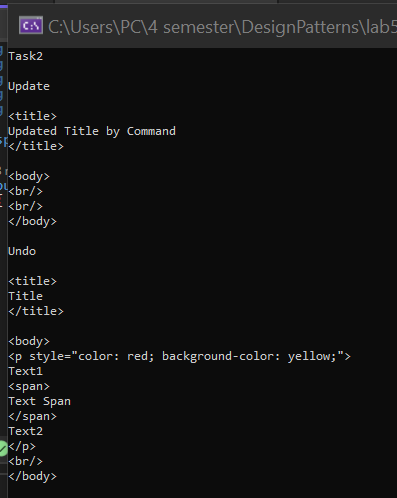 C:\Users\PC\4 semester\DesignPatterns\lab5
Task2
Update
<title>
Updated Title by Command
</title>
<body>
<br/>
<br/>
</body>
Undo
<title>
Title
</title>
<body>
<p style="color: red; background-color: yellow;">
Text1
<span>
Text Span
</span>
Text2
</p>
<br/>
</body>